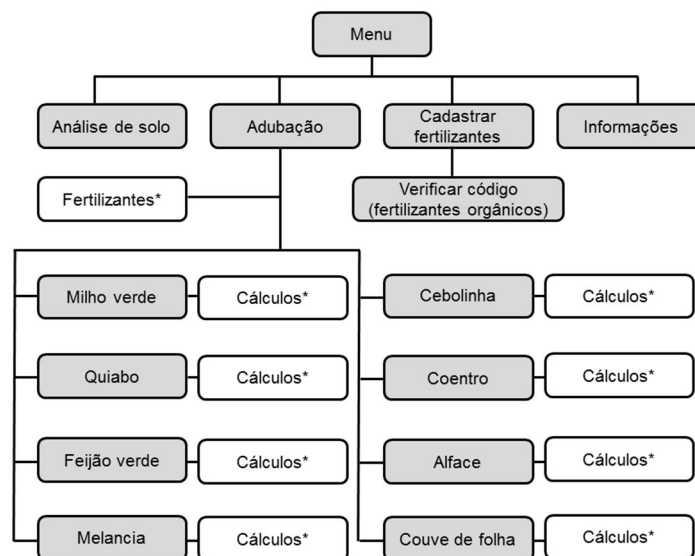 Menu
Análise de solo
Adubação
Cadastrar
fertilizantes
Informações
Fertilizantes*
Verificar código
(fertilizantes orgânicos)
Milho verde
Cálculos*
Cebolinha
Cálculos*
Quiabo
Cálculos*
Coentro
Cálculos*
Feijão verde
Cálculos*
Alface
Cálculos*
Melancia
Cálculos*
Couve de folha
Cálculos*